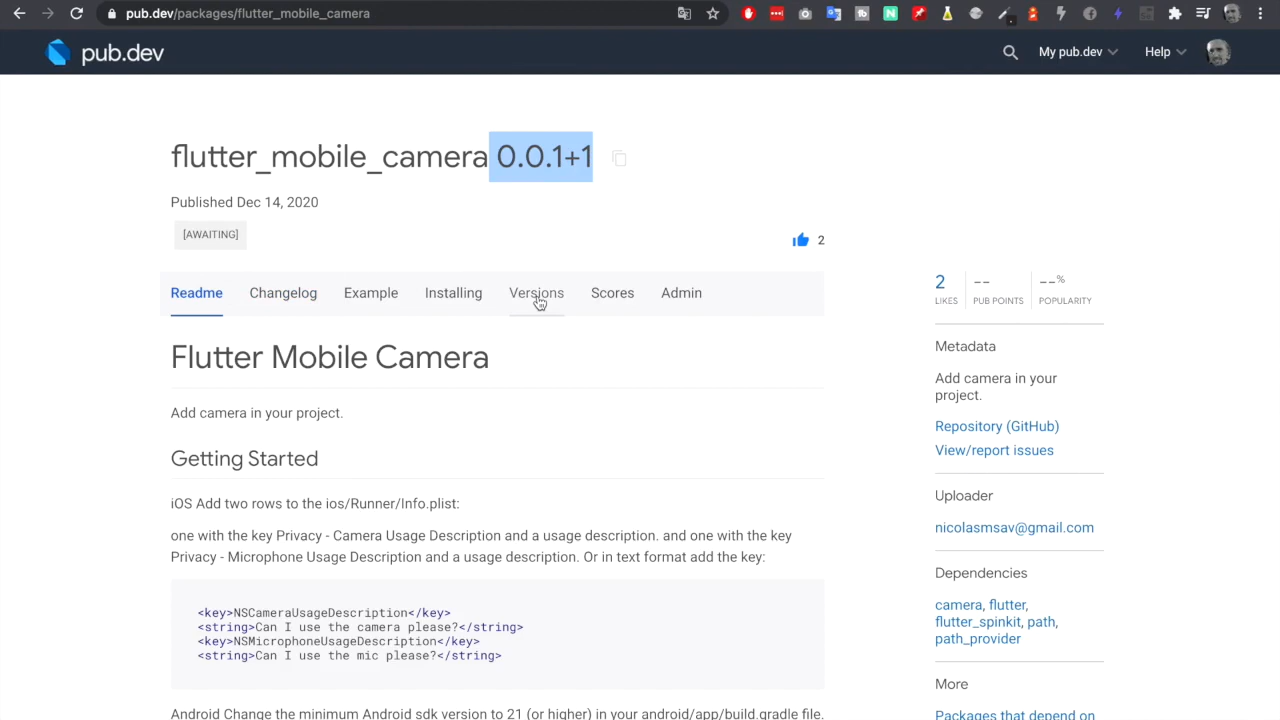 pub.dev/packages/flutter_mobile_camera
pub.dev
My pub.dev
Help
flutter_mobile_camera 0.0.1+1
Published Dec 14, 2020
[AWAITING]
2
Readme
Changelog
Example
Installing
Versions
Scores
Admin
Flutter Mobile Camera
Add camera in your project.
Getting Started
iOS Add two rows to the ios/Runner/Info.plist:
one with the key Privacy - Camera Usage Description and a usage description. and one with the key
Privacy - Microphone Usage Description and a usage description. Or in text format add the key:
<key>NSCameraUsageDescription</key>
<string>Can I use the camera please?</string>
<key>NSMicrophoneUsageDescription</key>
<string>Can I use the mic please?</string>
Android Change the minimum Android sdk version to 21 (or higher) in your android/app/build.gradle file.
2
LIKES
--
PUB POINTS
--%
POPULARITY
Metadata
Add camera in your
project.
Repository (GitHub)
View/report issues
Uploader
nicolasmsav@gmail.com
Dependencies
camera, flutter,
flutter_spinkit, path,
path_provider
More
Packages that depend on